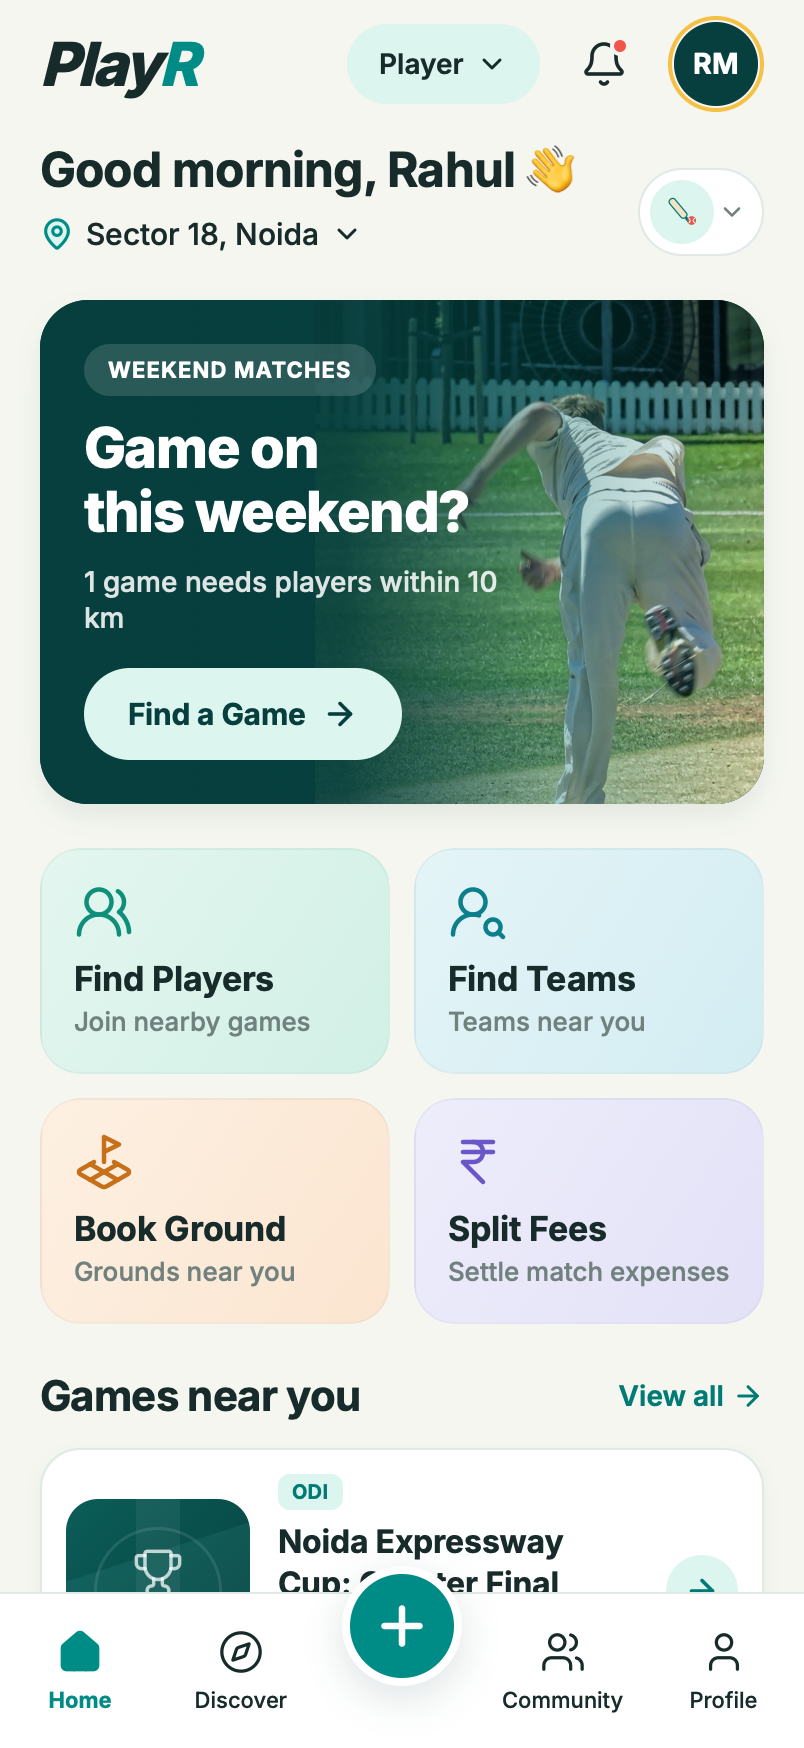 PlayR
Player
RM
Good morning, Rahul 👋
Sector 18, Noida
WEEKEND MATCHES
Game on
this weekend?
1 game needs players within 10
km
Find a Game
Find Players
Join nearby games
Find Teams
Teams near you
Book Ground
Grounds near you
Split Fees
Settle match expenses
Games near you
View all
ODI
Noida Expressway
Cup: Final
Home
Discover
Community
Profile